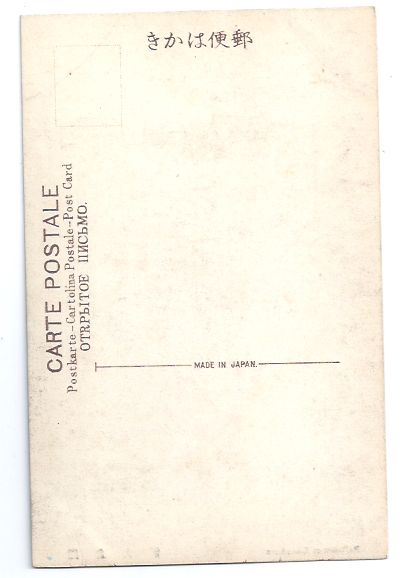 郵便はかき
CARTE POSTALE
Postkarte–Cartolina Postale–Post Card
ОТКРЫТОЕ ПИСЬМО.
MADE IN JAPAN.